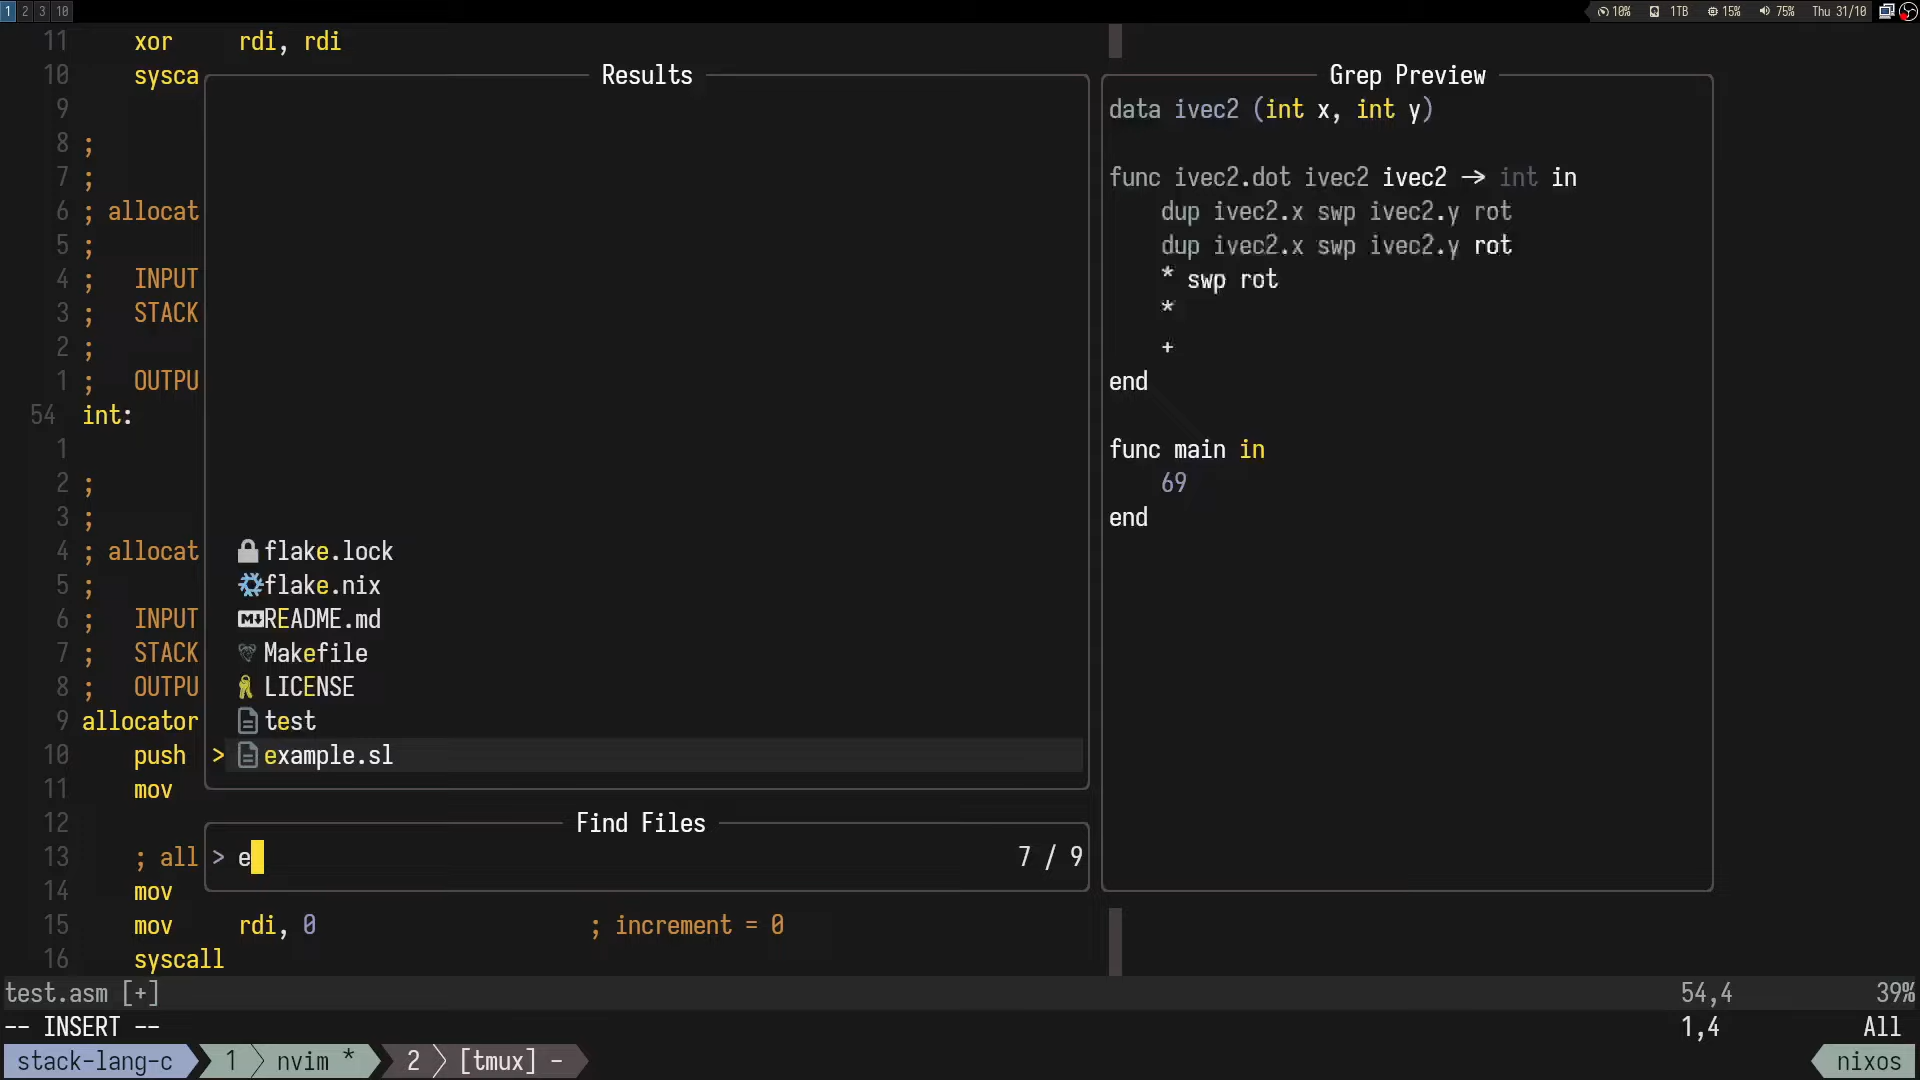 1 2 3 10
10% 1TB 15% 75% Thu 31/10
11 xor rdi, rdi
10 sysca
9
8 ;
7 ;
6 ; allocat
5 ;
4 ; INPUT
3 ; STACK
2 ;
1 ; OUTPU
54 int:
1
2 ;
3 ;
4 ; allocat
5 ;
6 ; INPUT
7 ; STACK
8 ; OUTPU
9 allocator
10 push
11 mov
12
13 ; all
14 mov
15 mov rdi, 0 ; increment = 0
16 syscall
Results
flake.lock
flake.nix
README.md
Makefile
LICENSE
test
> example.sl
Find Files
> e 7 / 9
Grep Preview
data ivec2 (int x, int y)
func ivec2.dot ivec2 ivec2 → int in
dup ivec2.x swp ivec2.y rot
dup ivec2.x swp ivec2.y rot
* swp rot
*
+
end
func main in
69
end
test.asm [+] 54,4 39%
-- INSERT -- 1,4 All
stack-lang-c 1 nvim * 2 [tmux] - nixos